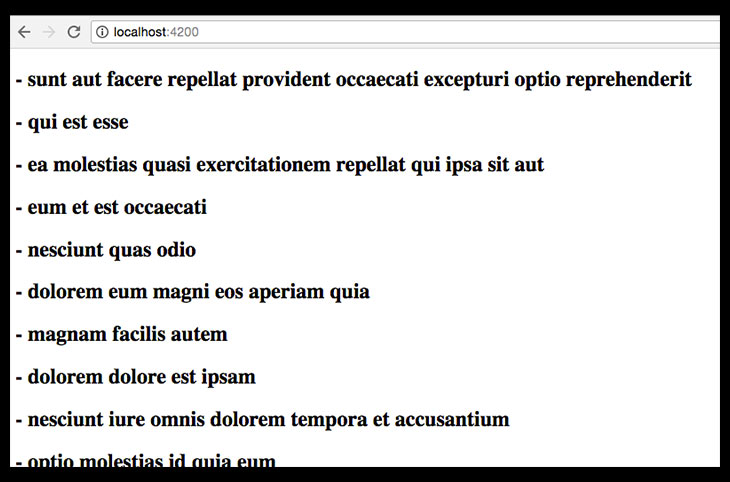 localhost:4200
- sunt aut facere repellat provident occaecati excepturi optio reprehenderit
- qui est esse
- ea molestias quasi exercitationem repellat qui ipsa sit aut
- eum et est occaecati
- nesciunt quas odio
- dolorem eum magni eos aperiam quia
- magnam facilis autem
- dolorem dolore est ipsam
- nesciunt iure omnis dolorem tempora et accusantium
- optio molestias id quia eum